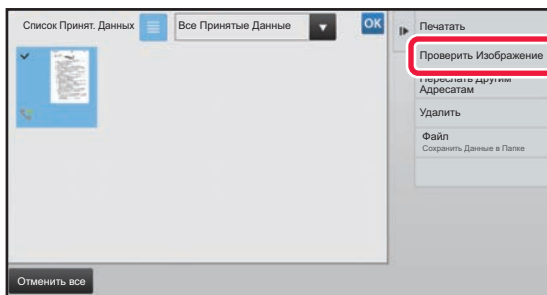 Список Принят. Данных
Все Принятые Данные
OK
Печатать
Проверить Изображение
Переслать Другим
Адресатам
Удалить
Файл
Сохранить Данные в Папке
Отменить все